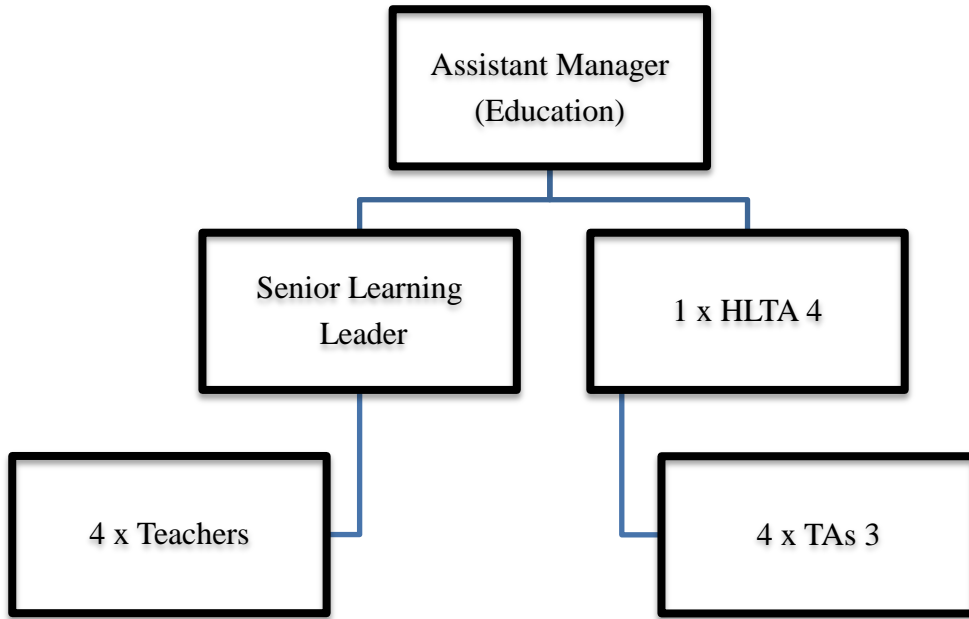 Assistant Manager
(Education)
Senior Learning
Leader
1 x HLTA 4
4 x Teachers
4 x TAs 3